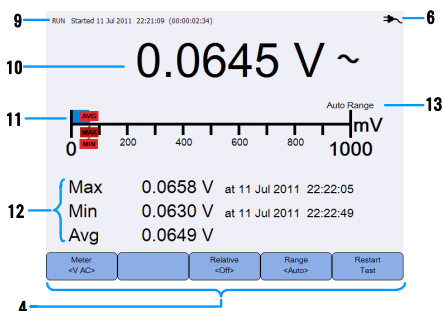 9 RUN Started 11 Jul 2011 22:21:09 (00:00:02:34) 6
10 0.0645 V ~
Auto Range 13
11 AVG
MAX
MIN
mV
0 200 400 600 800 1000
12
Max 0.0658 V at 11 Jul 2011 22:22:05
Min 0.0630 V at 11 Jul 2011 22:22:49
Avg 0.0649 V
Meter
<V AC>
Relative
<Off>
Range
<Auto>
Restart
Test
4